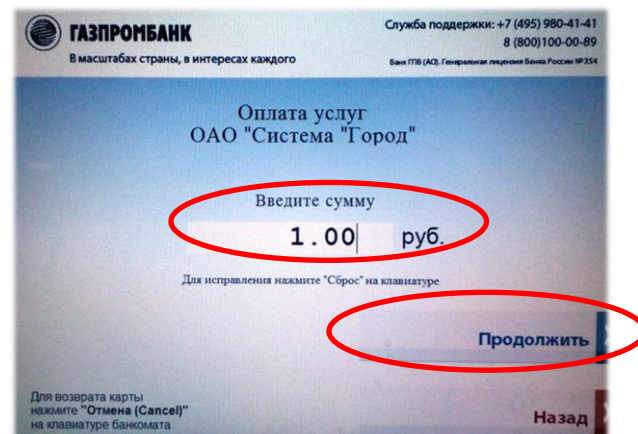 ГАЗПРОМБАНК
В масштабах страны, в интересах каждого
Служба поддержки: +7 (495) 980-41-41
8 (800)100-00-89
Банк ГПБ (АО). Генеральная лицензия Банка России № 354
Оплата услуг
ОАО "Система "Город"
Введите сумму
1.00 руб.
Для исправления нажмите "Сброс" на клавиатуре
Продолжить
Для возврата карты
нажмите "Отмена (Cancel)"
на клавиатуре банкомата
Назад